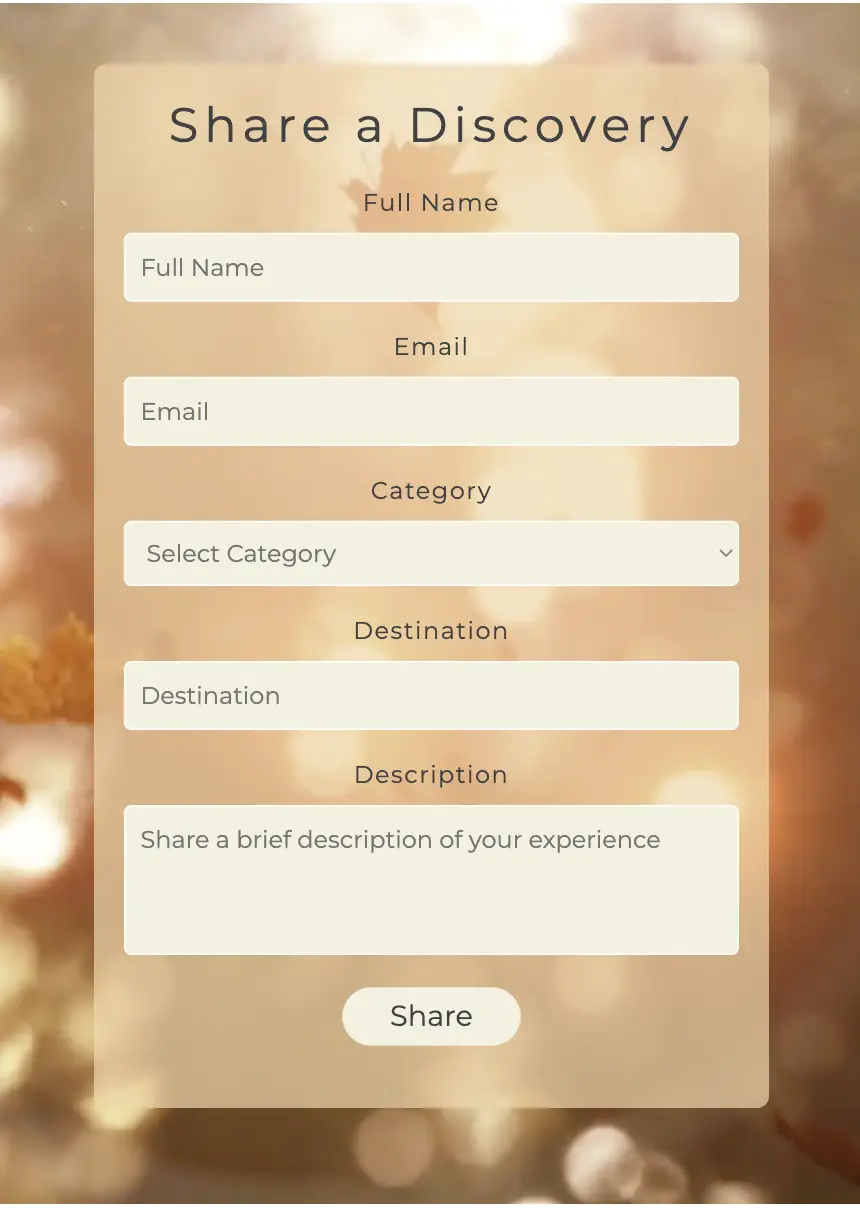 Share a Discovery
Full Name
Full Name
Email
Email
Category
Select Category
Destination
Destination
Description
Share a brief description of your experience
Share